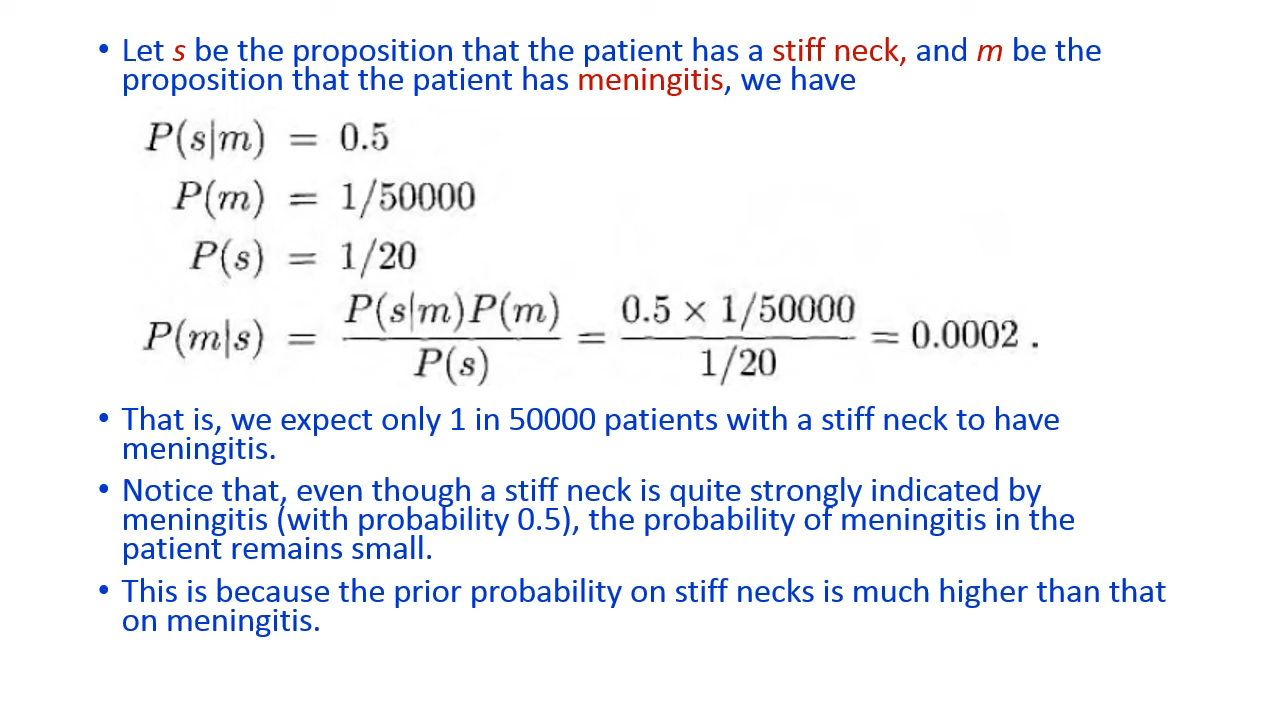 • Let s be the proposition that the patient has a stiff neck, and m be the
proposition that the patient has meningitis, we have
P(s|m) = 0.5
P(m) = 1/50000
P(s) = 1/20
P(m|s) = P(s|m)P(m) / P(s) = 0.5 × 1/50000 / 1/20 = 0.0002 .
• That is, we expect only 1 in 50000 patients with a stiff neck to have
meningitis.
• Notice that, even though a stiff neck is quite strongly indicated by
meningitis (with probability 0.5), the probability of meningitis in the
patient remains small.
• This is because the prior probability on stiff necks is much higher than that
on meningitis.